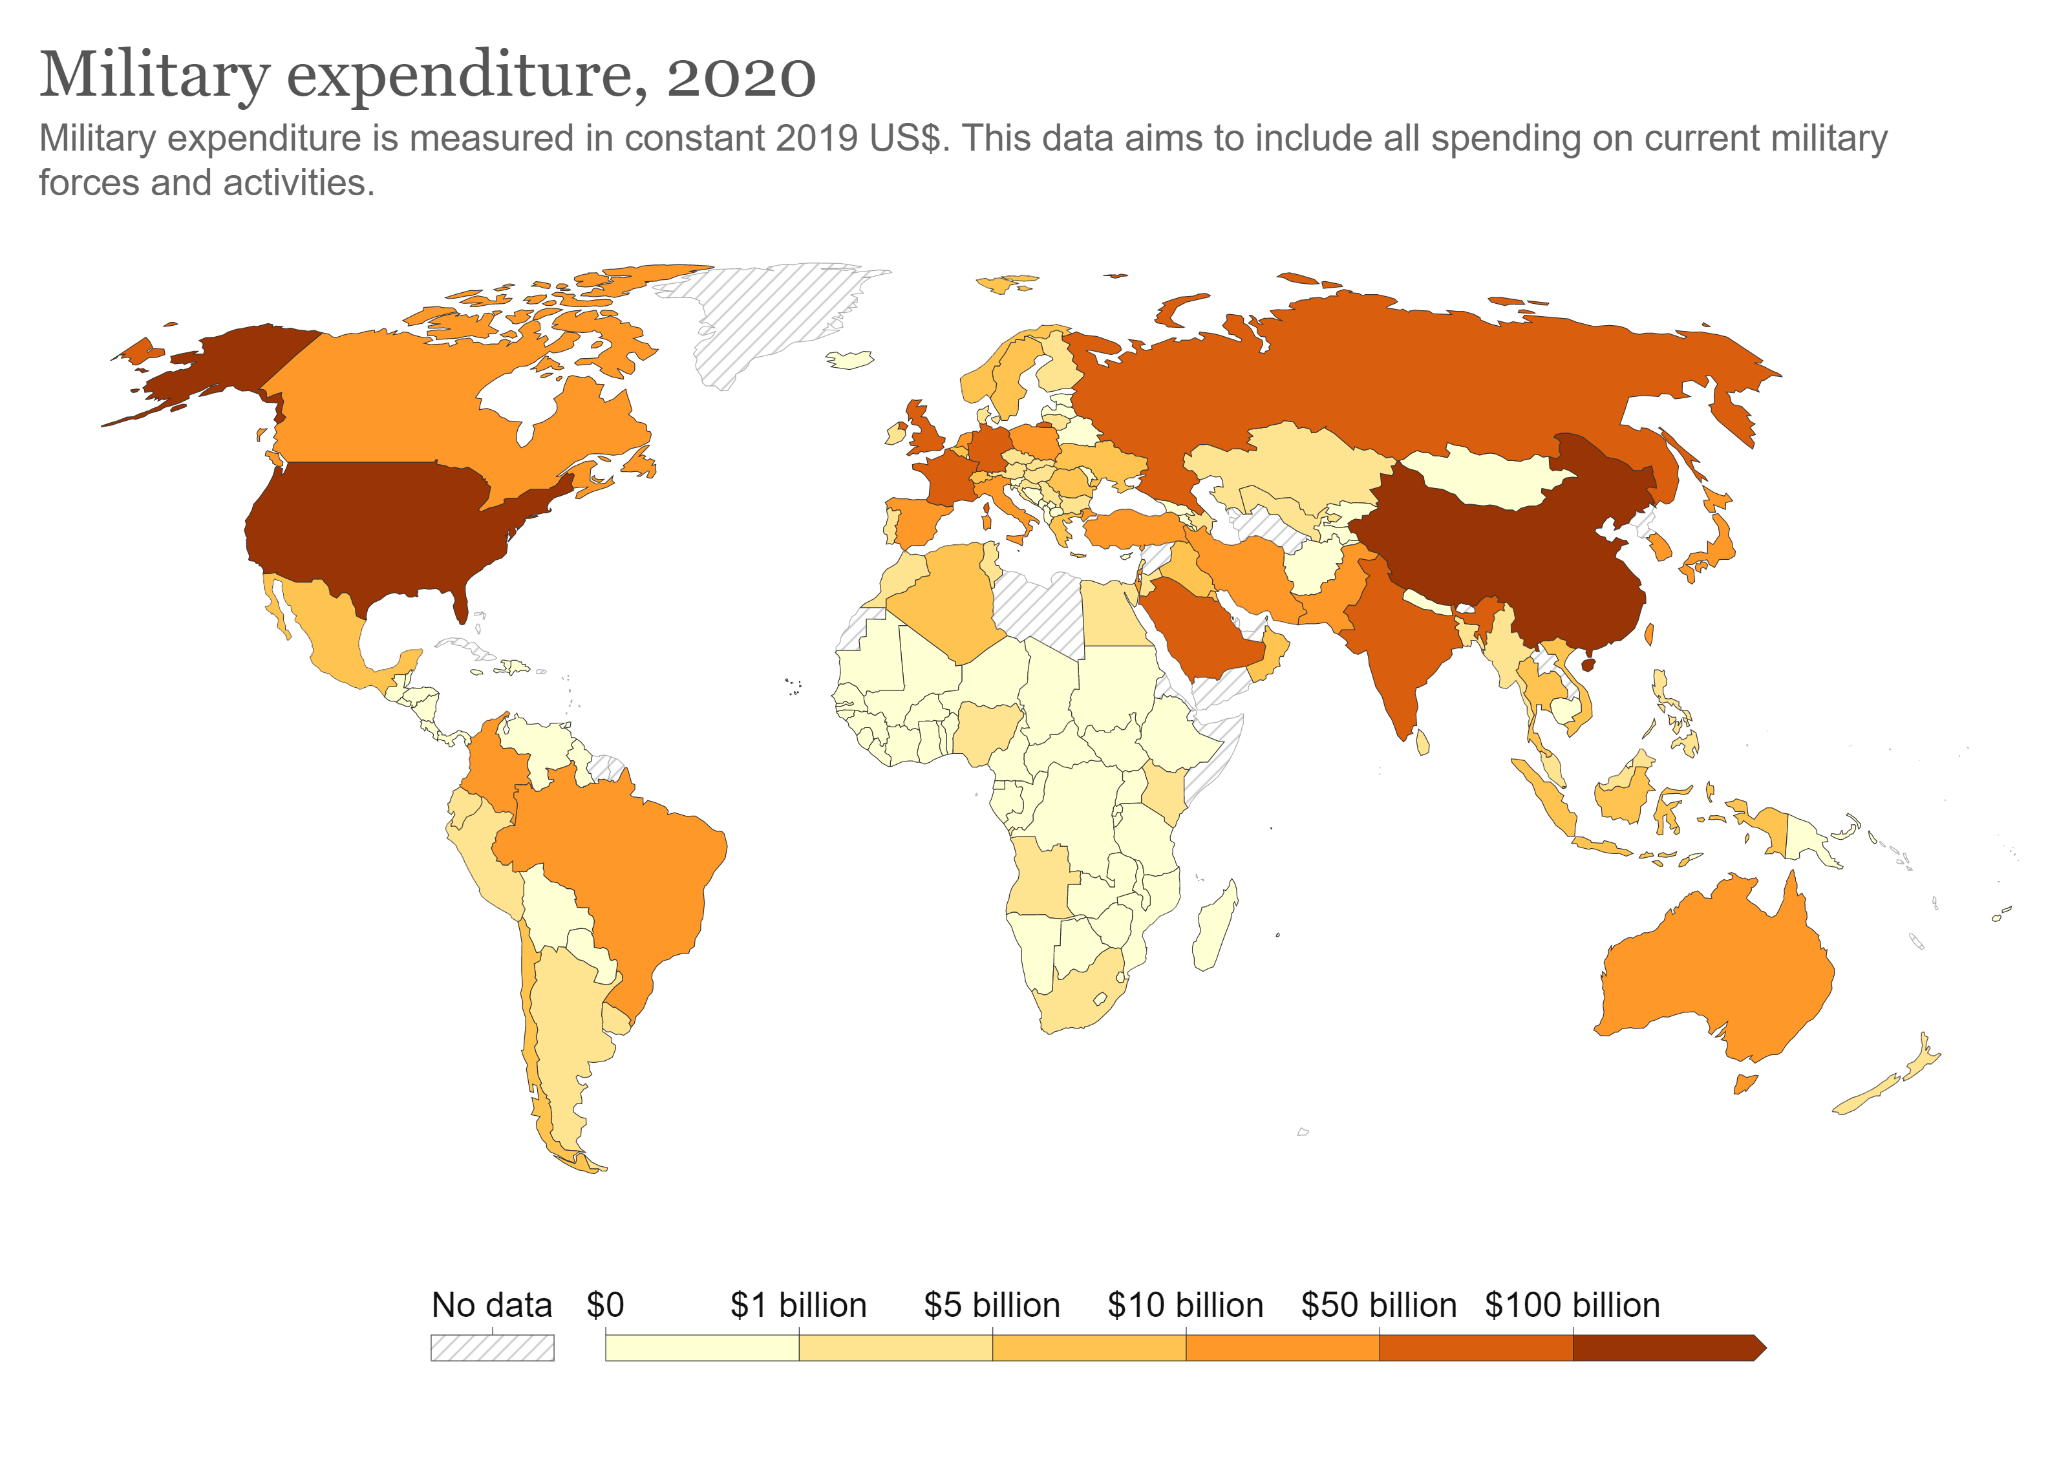 Military expenditure, 2020
Military expenditure is measured in constant 2019 US$. This data aims to include all spending on current military
forces and activities.
No data $0 $1 billion $5 billion $10 billion $50 billion $100 billion